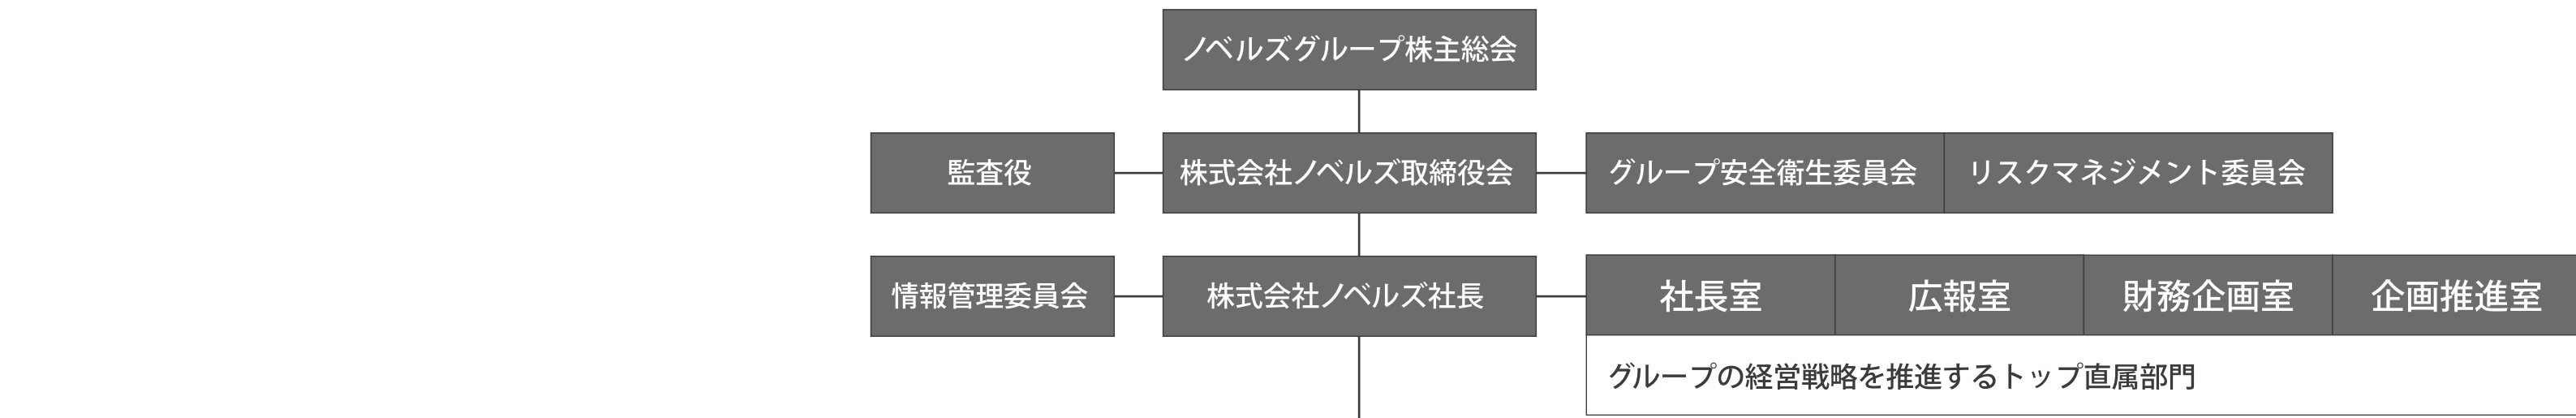 ノベルズグループ株主総会
監査役
株式会社ノベルズ取締役会
グループ安全衛生委員会
リスクマネジメント委員会
情報管理委員会
株式会社ノベルズ社長
社長室
広報室
財務企画室
企画推進室
グループの経営戦略を推進するトップ直属部門